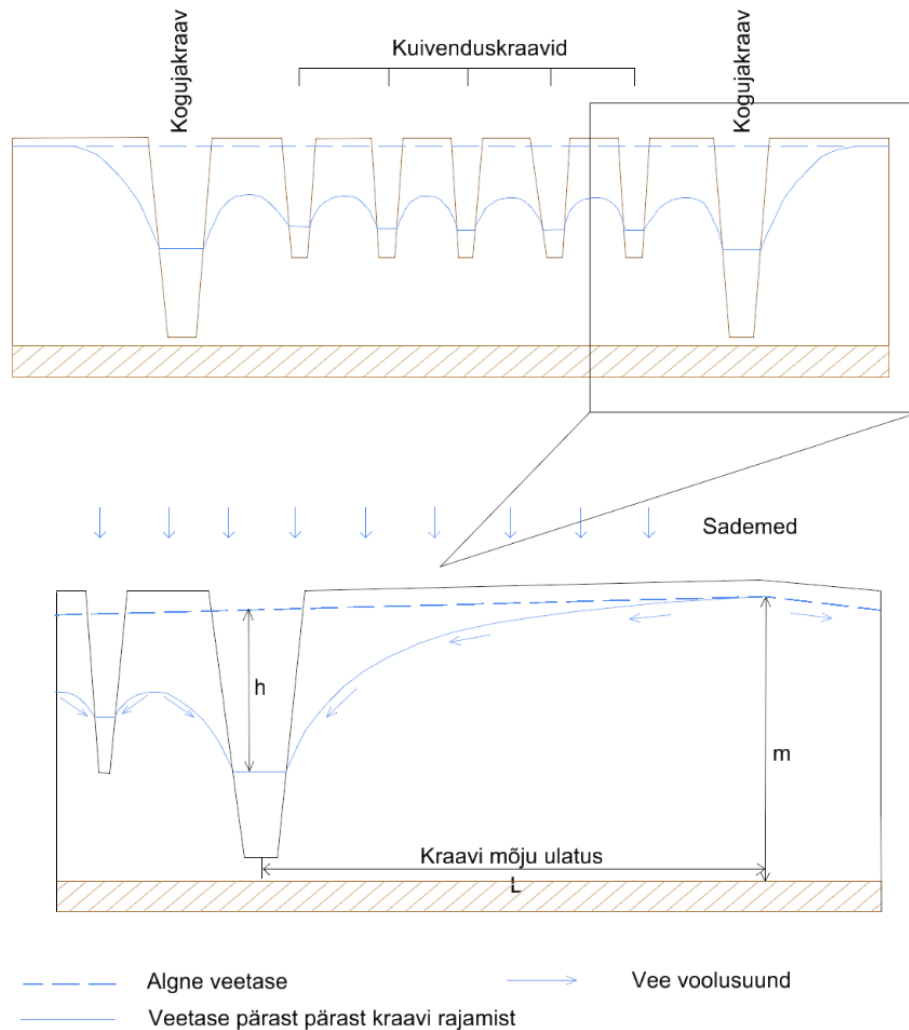 Kogujakraav
Kuivenduskraavid
Kogujakraav
Sademed
h
m
Kraavi mõju ulatus
L
Algne veetase
Vee voolusuund
Veetase pärast pärast kraavi rajamist